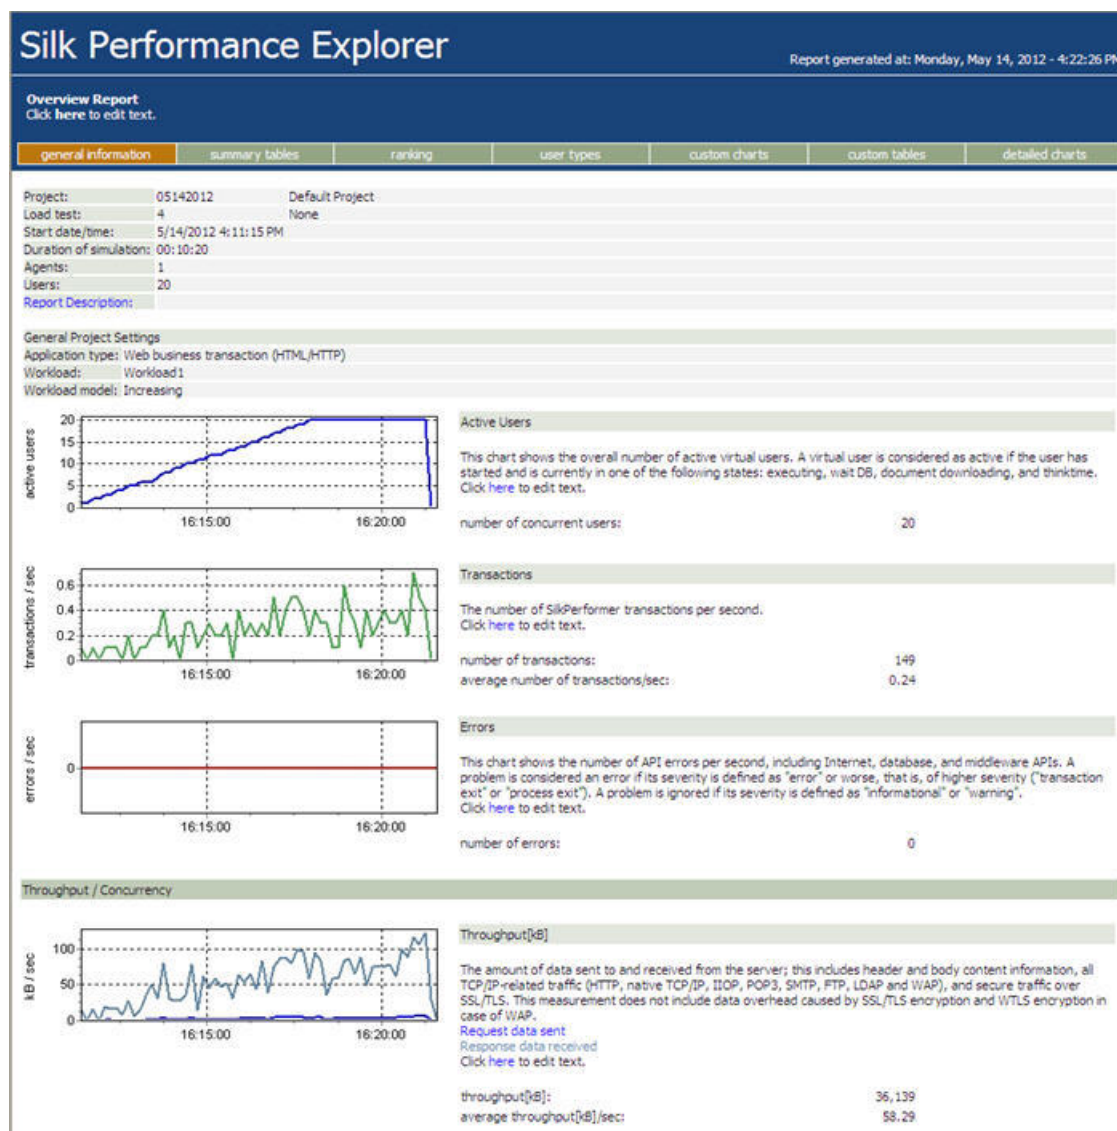 Silk Performance Explorer
Report generated at: Monday, May 14, 2012 - 4:22:26 PM
Overview Report
Click here to edit text.
general information summary tables ranking user types custom charts custom tables detailed charts
Project: 05142012 Default Project
Load test: 4 None
Start date/time: 5/14/2012 4:11:15 PM
Duration of simulation: 00:10:20
Agents: 1
Users: 20
Report Description:
General Project Settings
Application type: Web business transaction (HTML/HTTP)
Workload: Workload1
Workload model: Increasing
active users
20
15
10
5
0
16:15:00 16:20:00
Active Users
This chart shows the overall number of active virtual users. A virtual user is considered as active if the user has
started and is currently in one of the following states: executing, wait DB, document downloading, and thinktime.
Click here to edit text.
number of concurrent users: 20
transactions / sec
0.6
0.4
0.2
0
16:15:00 16:20:00
Transactions
The number of SilkPerformer transactions per second.
Click here to edit text.
number of transactions: 149
average number of transactions/sec: 0.24
errors / sec
0
16:15:00 16:20:00
Errors
This chart shows the number of API errors per second, including Internet, database, and middleware APIs. A
problem is considered an error if its severity is defined as "error" or worse, that is, of higher severity ("transaction
exit" or "process exit"). A problem is ignored if its severity is defined as "informational" or "warning".
Click here to edit text.
number of errors: 0
Throughput / Concurrency
kB / sec
100
50
0
16:15:00 16:20:00
Throughput[kB]
The amount of data sent to and received from the server; this includes header and body content information, all
TCP/IP-related traffic (HTTP, native TCP/IP, IIOP, POP3, SMTP, FTP, LDAP and WAP), and secure traffic over
SSL/TLS. This measurement does not include data overhead caused by SSL/TLS encryption and WTLS encryption in
case of WAP.
Request data sent
Response data received
Click here to edit text.
throughput[kB]: 36,139
average throughput[kB]/sec: 58.29